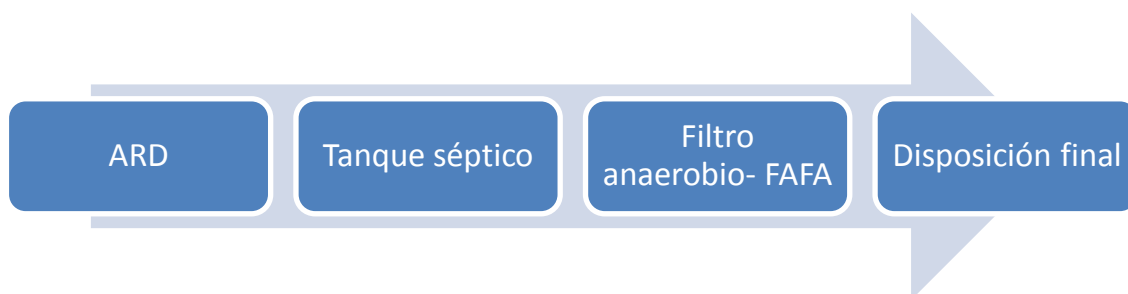 ARD
Tanque séptico
Filtro
anaerobio- FAFA
Disposición final